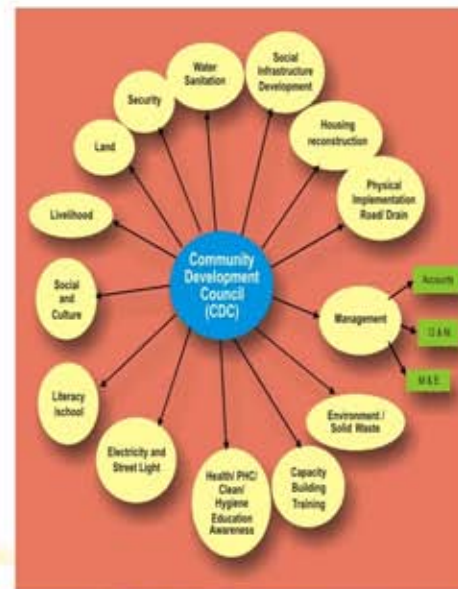 Water
Sanitation
Social
Infrastructure
Development
Security
Housing
reconstruction
Land
Physical
Implementation
Road/ Drain
Livelihood
Community
Development
Council
(CDC)
Social
and
Culture
Management
Accounts
O & M
M & E
Literacy
/school
Environment /
Solid Waste
Electricity and
Street Light
Health/ PHC/
Clean/
Hygiene
Education
Awareness
Capacity
Building
Training